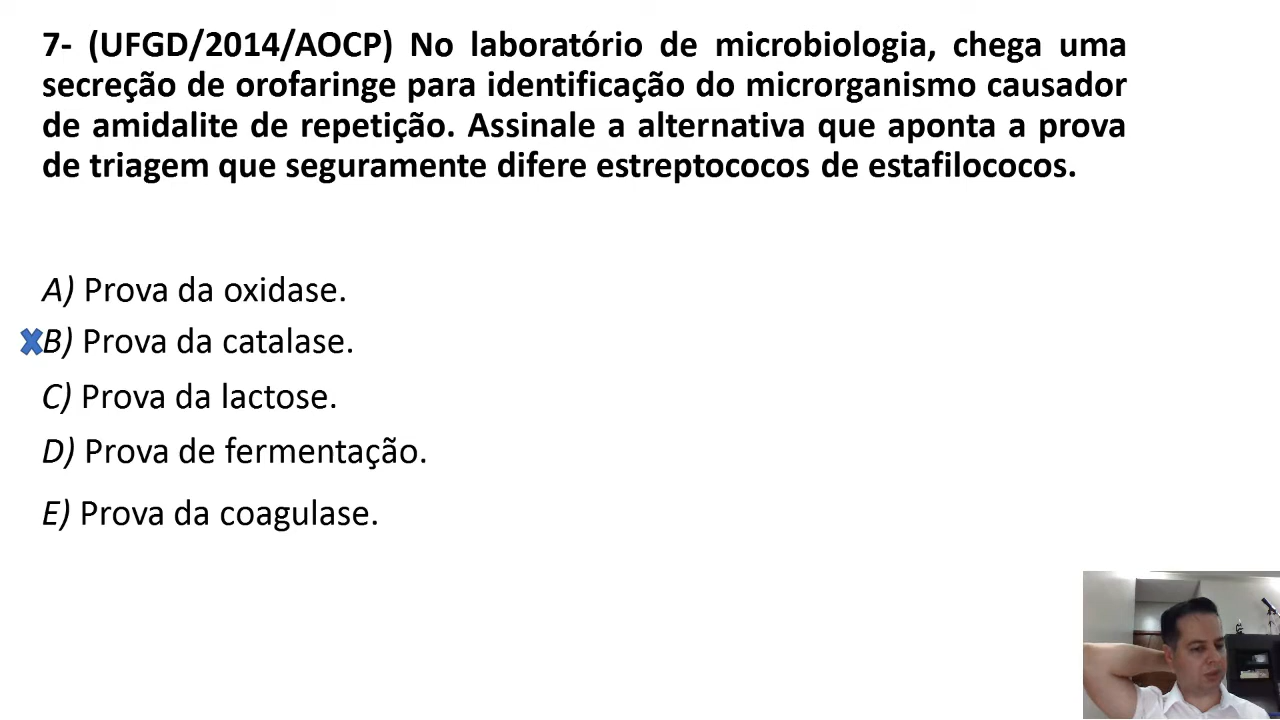 7- (UFGD/2014/AOCP) No laboratório de microbiologia, chega uma
secreção de orofaringe para identificação do microrganismo causador
de amidalite de repetição. Assinale a alternativa que aponta a prova
de triagem que seguramente difere estreptococos de estafilococos.
A) Prova da oxidase.
B) Prova da catalase.
C) Prova da lactose.
D) Prova de fermentação.
E) Prova da coagulase.